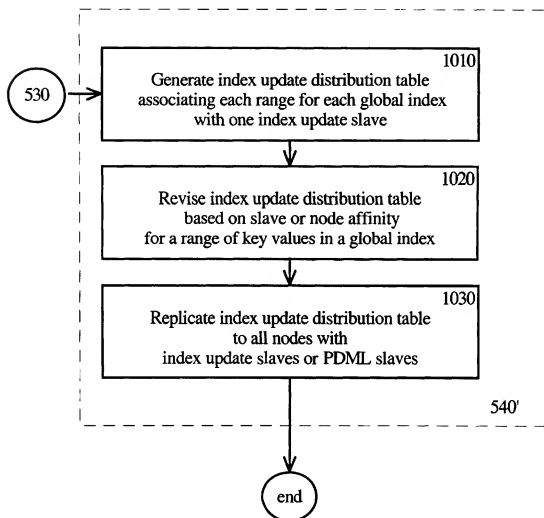 530
1010
Generate index update distribution table
associating each range for each global index
with one index update slave
1020
Revise index update distribution table
based on slave or node affinity
for a range of key values in a global index
1030
Replicate index update distribution table
to all nodes with
index update slaves or PDML slaves
540'
end